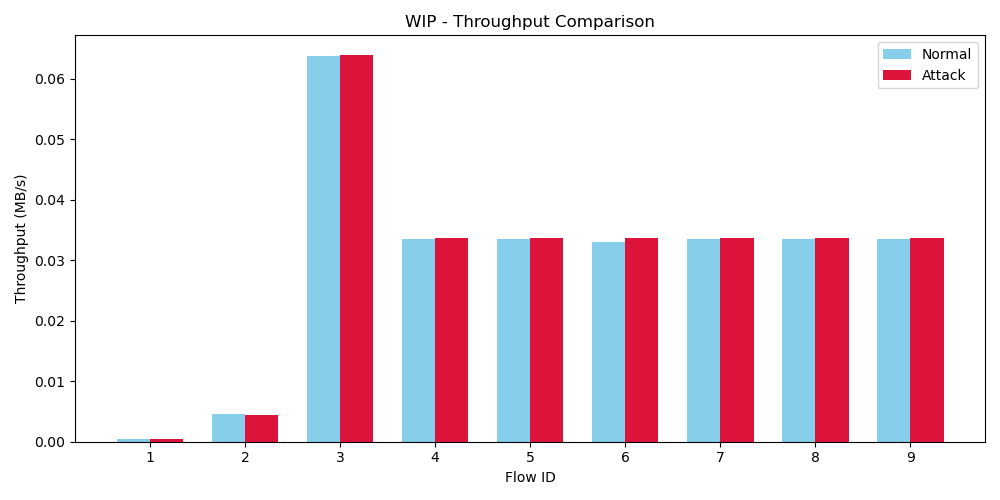 WIP - Throughput Comparison
Normal
Attack
Throughput (MB/s)
0.06
0.05
0.04
0.03
0.02
0.01
0.00
1 2 3 4 5 6 7 8 9
Flow ID